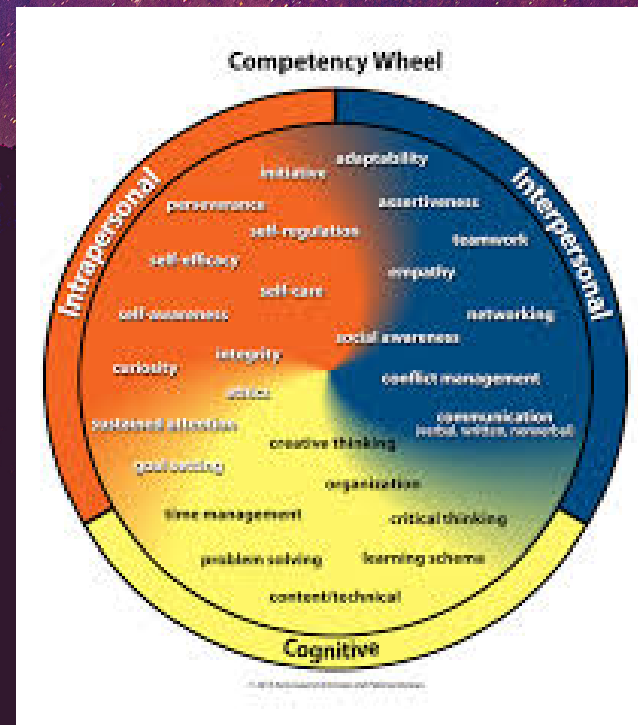 Competency Wheel
Intrapersonal
Interpersonal
adaptability
initiative
assertiveness
perseverance
self-regulation
teamwork
self-efficacy
empathy
self-care
self-awareness
networking
social awareness
integrity
curiosity
conflict management
ethics
communication
(verbal, written, nonverbal)
sustained attention
creative thinking
goal setting
organization
time management
critical thinking
problem solving
learning schema
content/technical
Cognitive